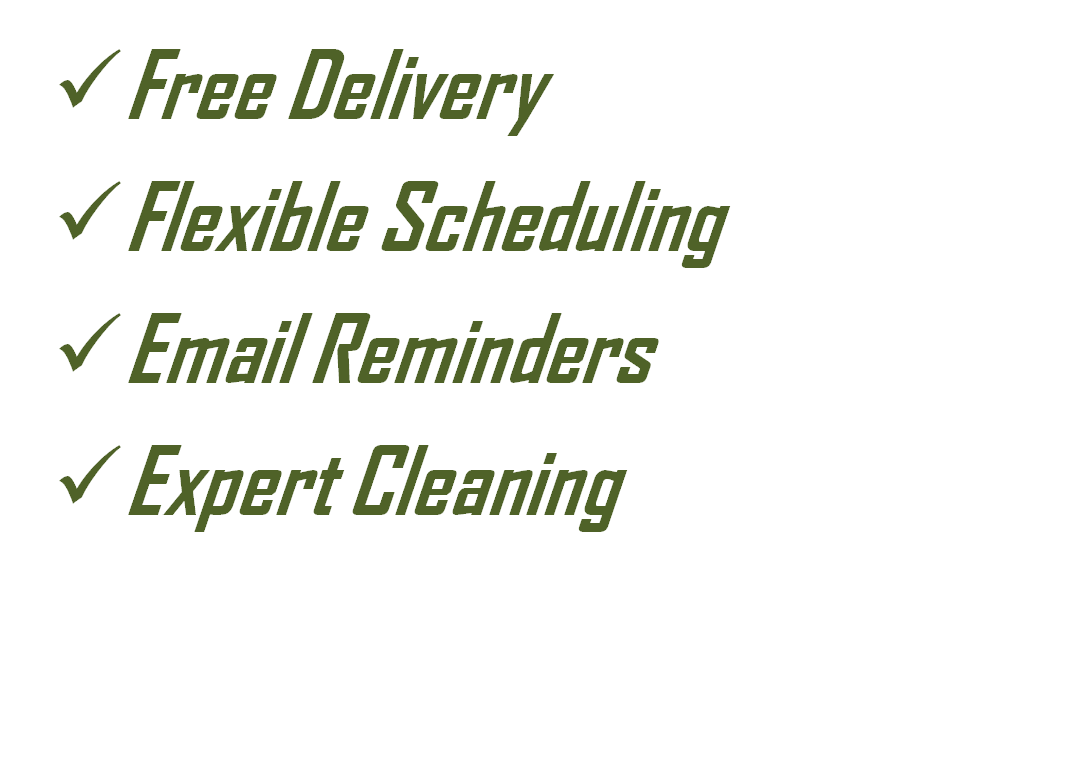 ✓ Free Delivery
✓ Flexible Scheduling
✓ Email Reminders
✓ Expert Cleaning